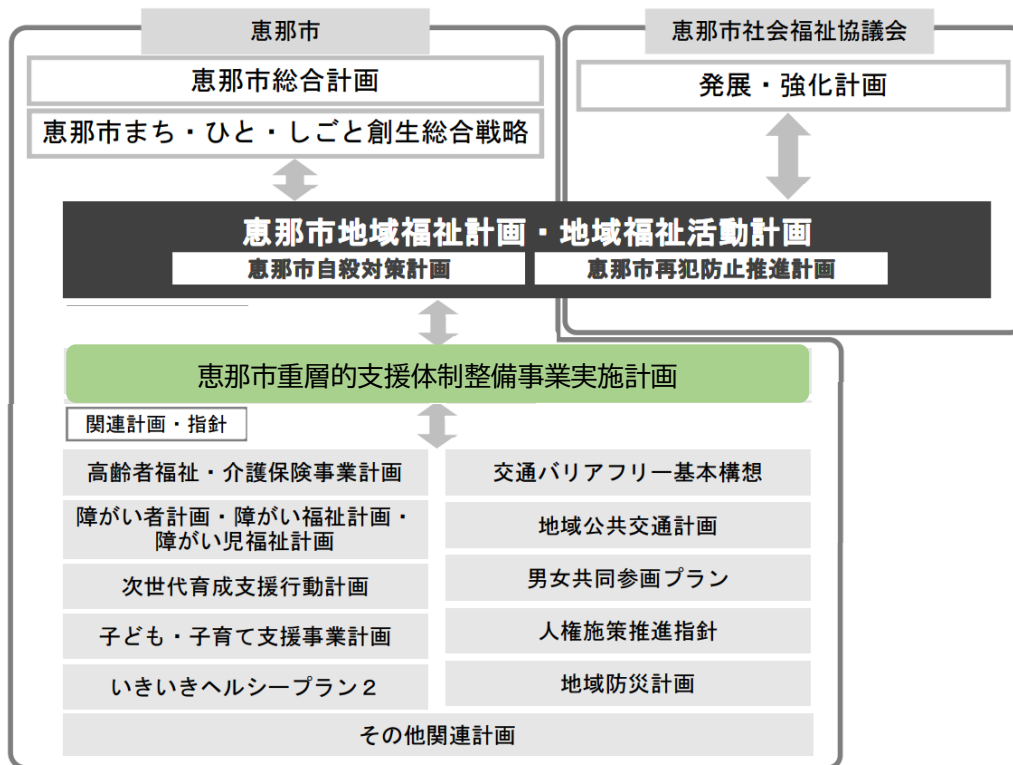 恵那市
恵那市社会福祉協議会
恵那市総合計画
発展・強化計画
恵那市まち・ひと・しごと創生総合戦略
恵那市地域福祉計画・地域福祉活動計画
恵那市自殺対策計画
恵那市再犯防止推進計画
恵那市重層的支援体制整備事業実施計画
関連計画・指針
高齢者福祉・介護保険事業計画
障がい者計画・障がい福祉計画・
障がい児福祉計画
次世代育成支援行動計画
子ども・子育て支援事業計画
いきいきヘルシープラン２
交通バリアフリー基本構想
地域公共交通計画
男女共同参画プラン
人権施策推進指針
地域防災計画
その他関連計画